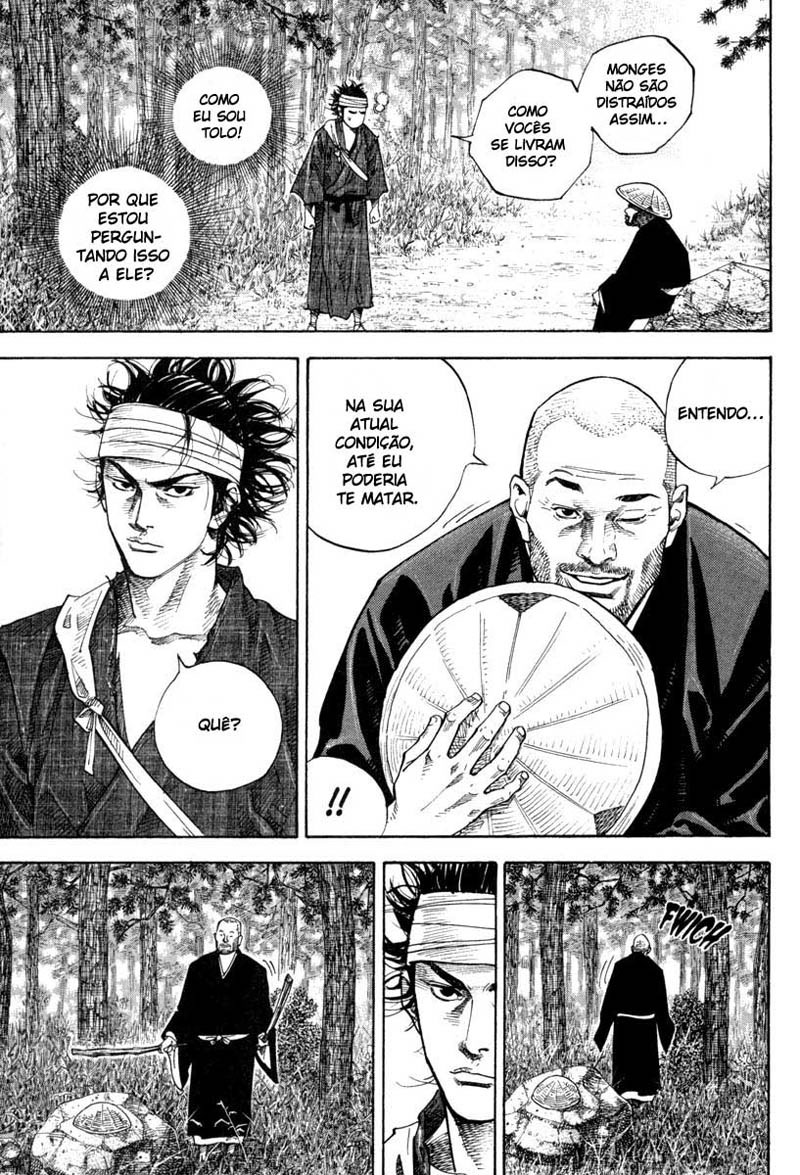 MONGES
NÃO SÃO
DISTRAÍDOS
ASSIM...
COMO
VOCÊS
SE LIVRAM
DISSO?
COMO
EU SOU
TOLO!
POR QUE
ESTOU
PERGUN-
TANDO ISSO
A ELE?
ENTENDO...
NA SUA
ATUAL
CONDIÇÃO,
ATÉ EU
PODERIA
TE MATAR.
!!
QUÊ?
FWICH